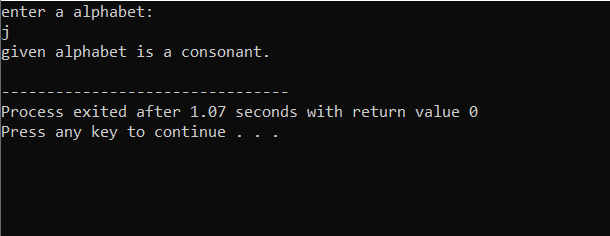 enter a alphabet:
j
given alphabet is a consonant.
--------------------------------
Process exited after 1.07 seconds with return value 0
Press any key to continue . . .